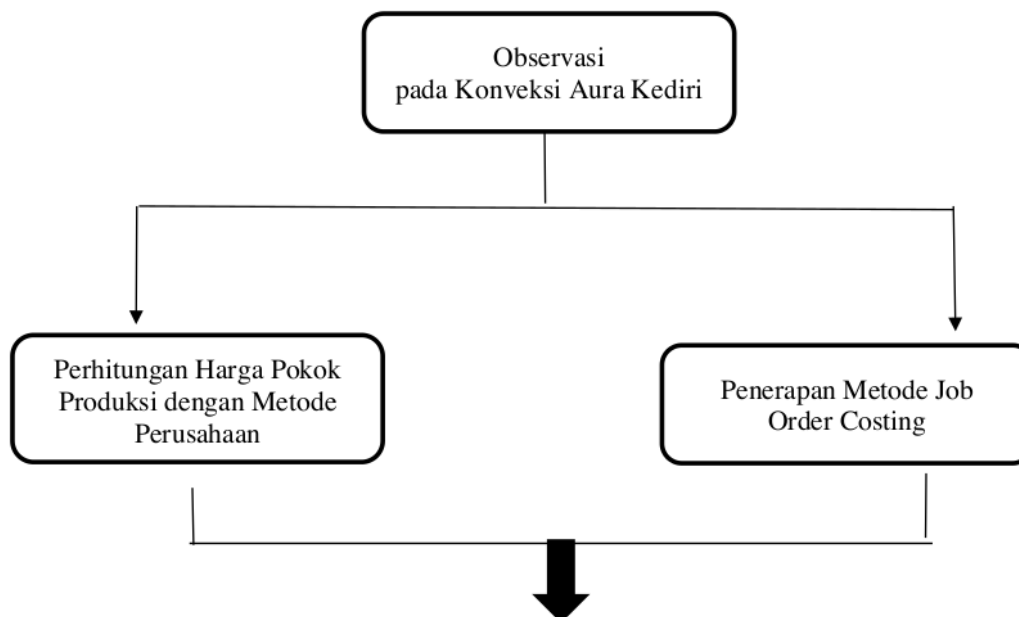 Observasi
pada Konveksi Aura Kediri
Perhitungan Harga Pokok
Produksi dengan Metode
Perusahaan
Penerapan Metode Job
Order Costing